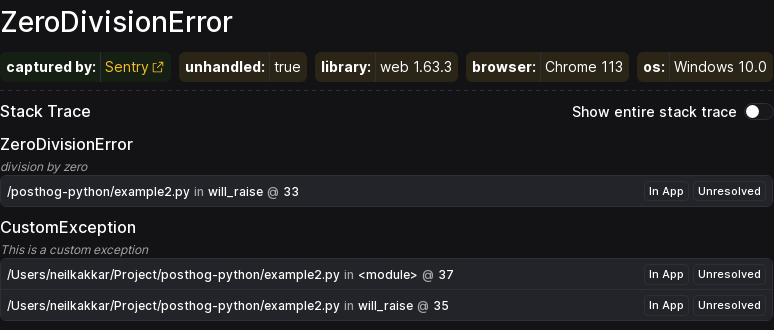 ZeroDivisionError
captured by: Sentry unhandled: true library: web 1.63.3 browser: Chrome 113 os: Windows 10.0
Stack Trace Show entire stack trace
ZeroDivisionError
division by zero
/posthog-python/example2.py in will_raise @ 33 In App Unresolved
CustomException
This is a custom exception
/Users/neilkakkar/Project/posthog-python/example2.py in <module> @ 37 In App Unresolved
/Users/neilkakkar/Project/posthog-python/example2.py in will_raise @ 35 In App Unresolved